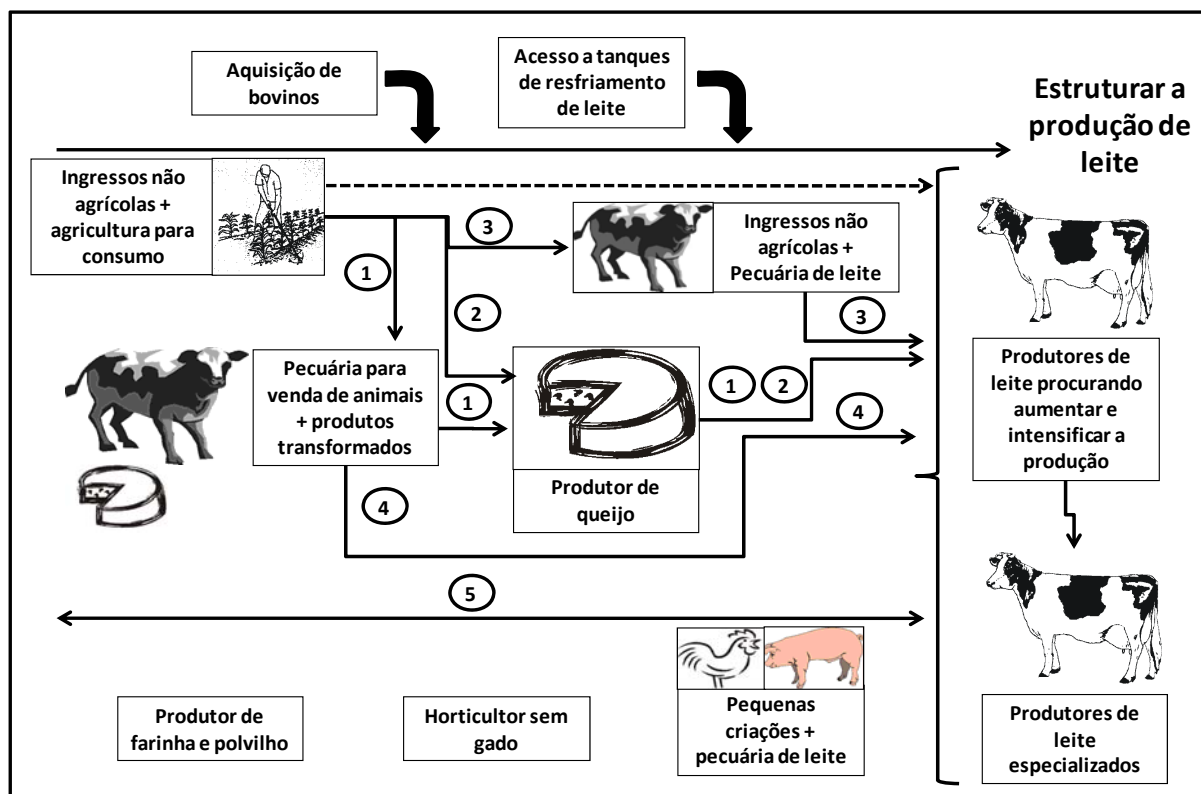 Aquisição de
bovinos
Acesso a tanques
de resfriamento
de leite
Estruturar a
produção de
leite
Ingressos não
agrícolas +
agricultura para
consumo
3
Ingressos não
agrícolas +
Pecuária de leite
1
2
3
Pecuária para
venda de animais
+ produtos
transformados
1
Produtor de
queijo
1
2
4
4
Produtores de
leite procurando
aumentar e
intensificar a
produção
5
Produtor de
farinha e polvilho
Horticultor sem
gado
Pequenas
criações +
pecuária de leite
Produtores de
leite
especializados